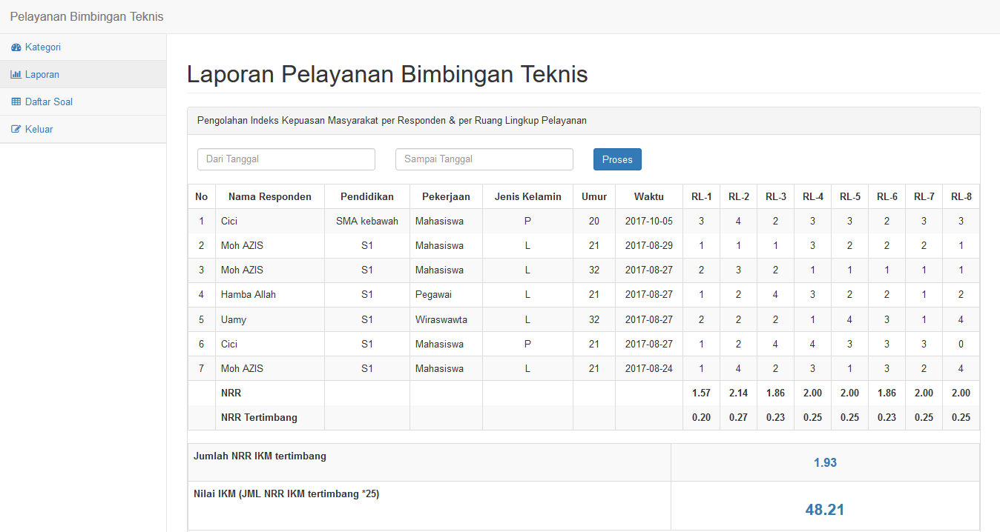 Pelayanan Bimbingan Teknis
Kategori
Laporan
Daftar Soal
Keluar
Laporan Pelayanan Bimbingan Teknis
Pengolahan Indeks Kepuasan Masyarakat per Responden & per Ruang Lingkup Pelayanan
Dari Tanggal Sampai Tanggal Proses
No Nama Responden Pendidikan Pekerjaan Jenis Kelamin Umur Waktu RL-1 RL-2 RL-3 RL-4 RL-5 RL-6 RL-7 RL-8
1 Cici SMA kebawah Mahasiswa P 20 2017-10-05 3 4 2 3 3 2 3 3
2 Moh AZIS S1 Mahasiswa L 21 2017-08-29 1 1 1 3 2 2 2 1
3 Moh AZIS S1 Mahasiswa L 32 2017-08-27 2 3 2 1 1 1 1 1
4 Hamba Allah S1 Pegawai L 21 2017-08-27 1 2 4 3 2 2 1 2
5 Uamy S1 Wiraswawta L 32 2017-08-27 2 2 2 1 4 3 1 4
6 Cici S1 Mahasiswa P 21 2017-08-27 1 2 4 4 3 3 3 0
7 Moh AZIS S1 Mahasiswa L 21 2017-08-24 1 4 2 3 1 3 2 4
NRR 1.57 2.14 1.86 2.00 2.00 1.86 2.00 2.00
NRR Tertimbang 0.20 0.27 0.23 0.25 0.25 0.23 0.25 0.25
Jumlah NRR IKM tertimbang 1.93
Nilai IKM (JML NRR IKM tertimbang *25) 48.21